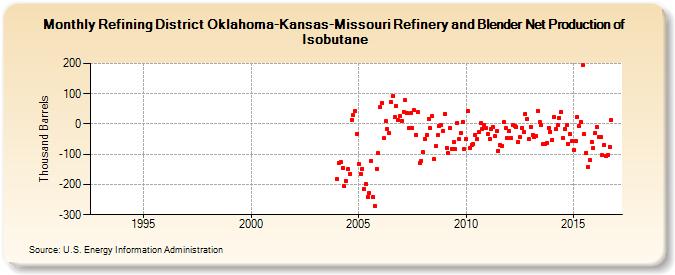 Monthly Refining District Oklahoma-Kansas-Missouri Refinery and Blender Net Production of
Isobutane
Thousand Barrels
200
100
0
-100
-200
-300
1995
2000
2005
2010
2015
Source: U.S. Energy Information Administration